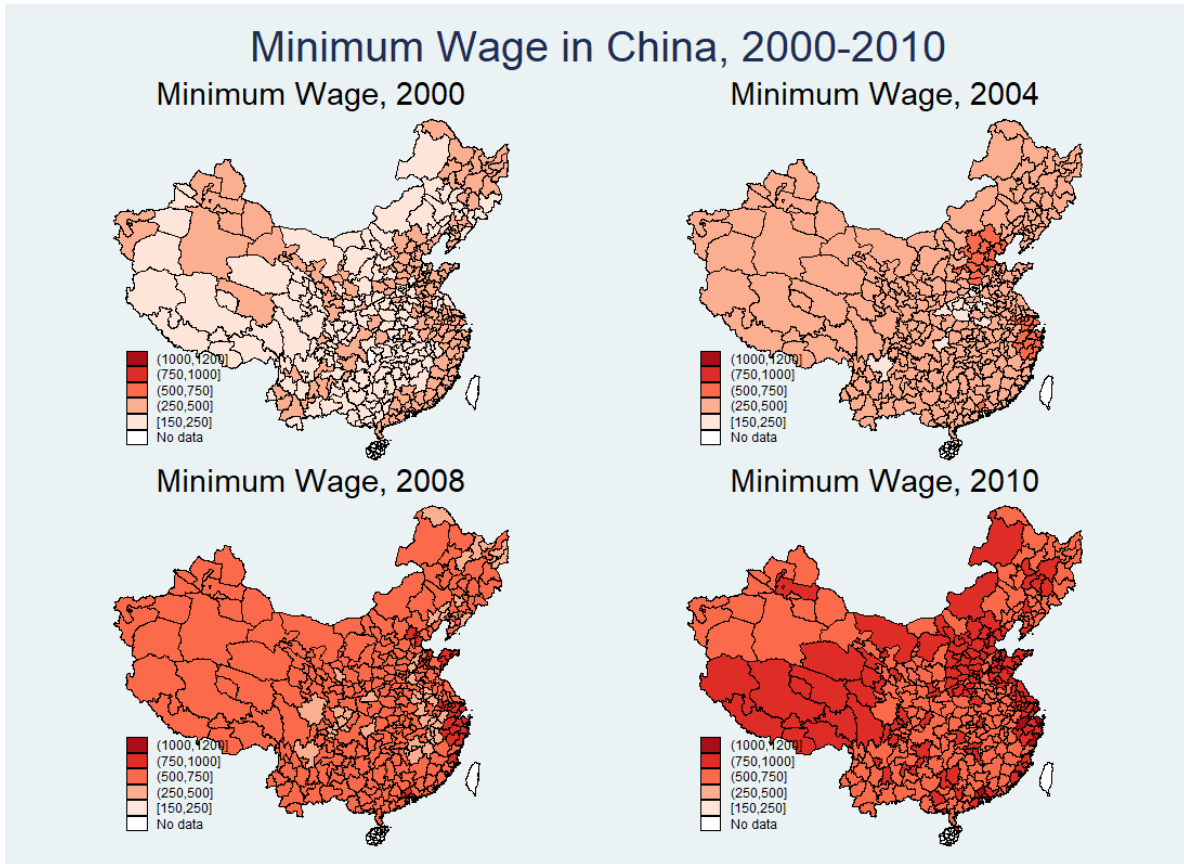 Minimum Wage in China, 2000-2010
Minimum Wage, 2000
(1000,1200]
(750,1000]
(500,750]
(250,500]
[150,250]
No data
Minimum Wage, 2004
(1000,1200]
(750,1000]
(500,750]
(250,500]
[150,250]
No data
Minimum Wage, 2008
(1000,1200]
(750,1000]
(500,750]
(250,500]
[150,250]
No data
Minimum Wage, 2010
(1000,1200]
(750,1000]
(500,750]
(250,500]
[150,250]
No data